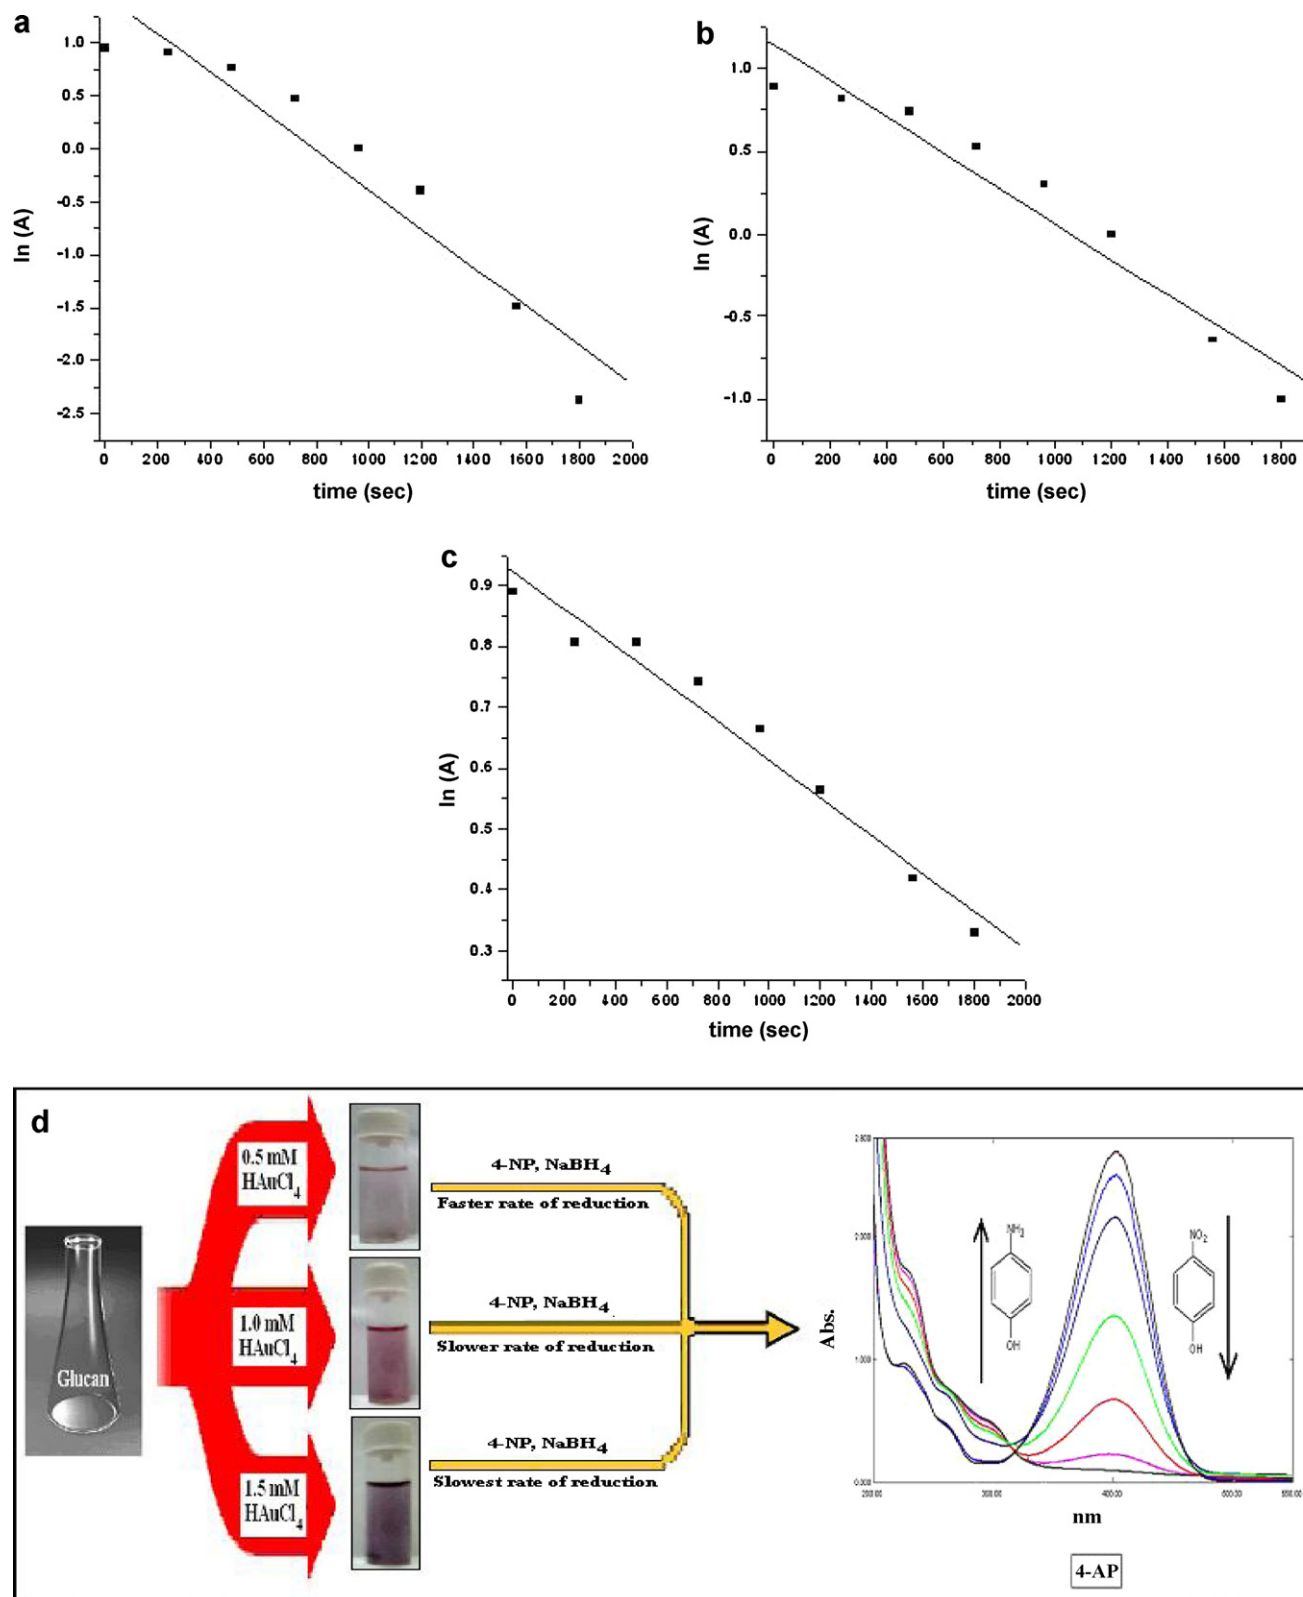 a
1.0
0.5
0.0
-0.5
-1.0
-1.5
-2.0
-2.5
ln (A)
0 200 400 600 800 1000 1200 1400 1600 1800 2000
time (sec)
b
1.0
0.5
0.0
-0.5
-1.0
ln (A)
0 200 400 600 800 1000 1200 1400 1600 1800
time (sec)
c
0.9
0.8
0.7
0.6
0.5
0.4
0.3
ln (A)
0 200 400 600 800 1000 1200 1400 1600 1800 2000
time (sec)
d
Glucan
0.5 mM
HAuCl4
1.0 mM
HAuCl4
1.5 mM
HAuCl4
4-NP, NaBH4
Faster rate of reduction
4-NP, NaBH4
Slower rate of reduction
4-NP, NaBH4
Slowest rate of reduction
Abs.
NH2
OH
NO2
OH
nm
4-AP